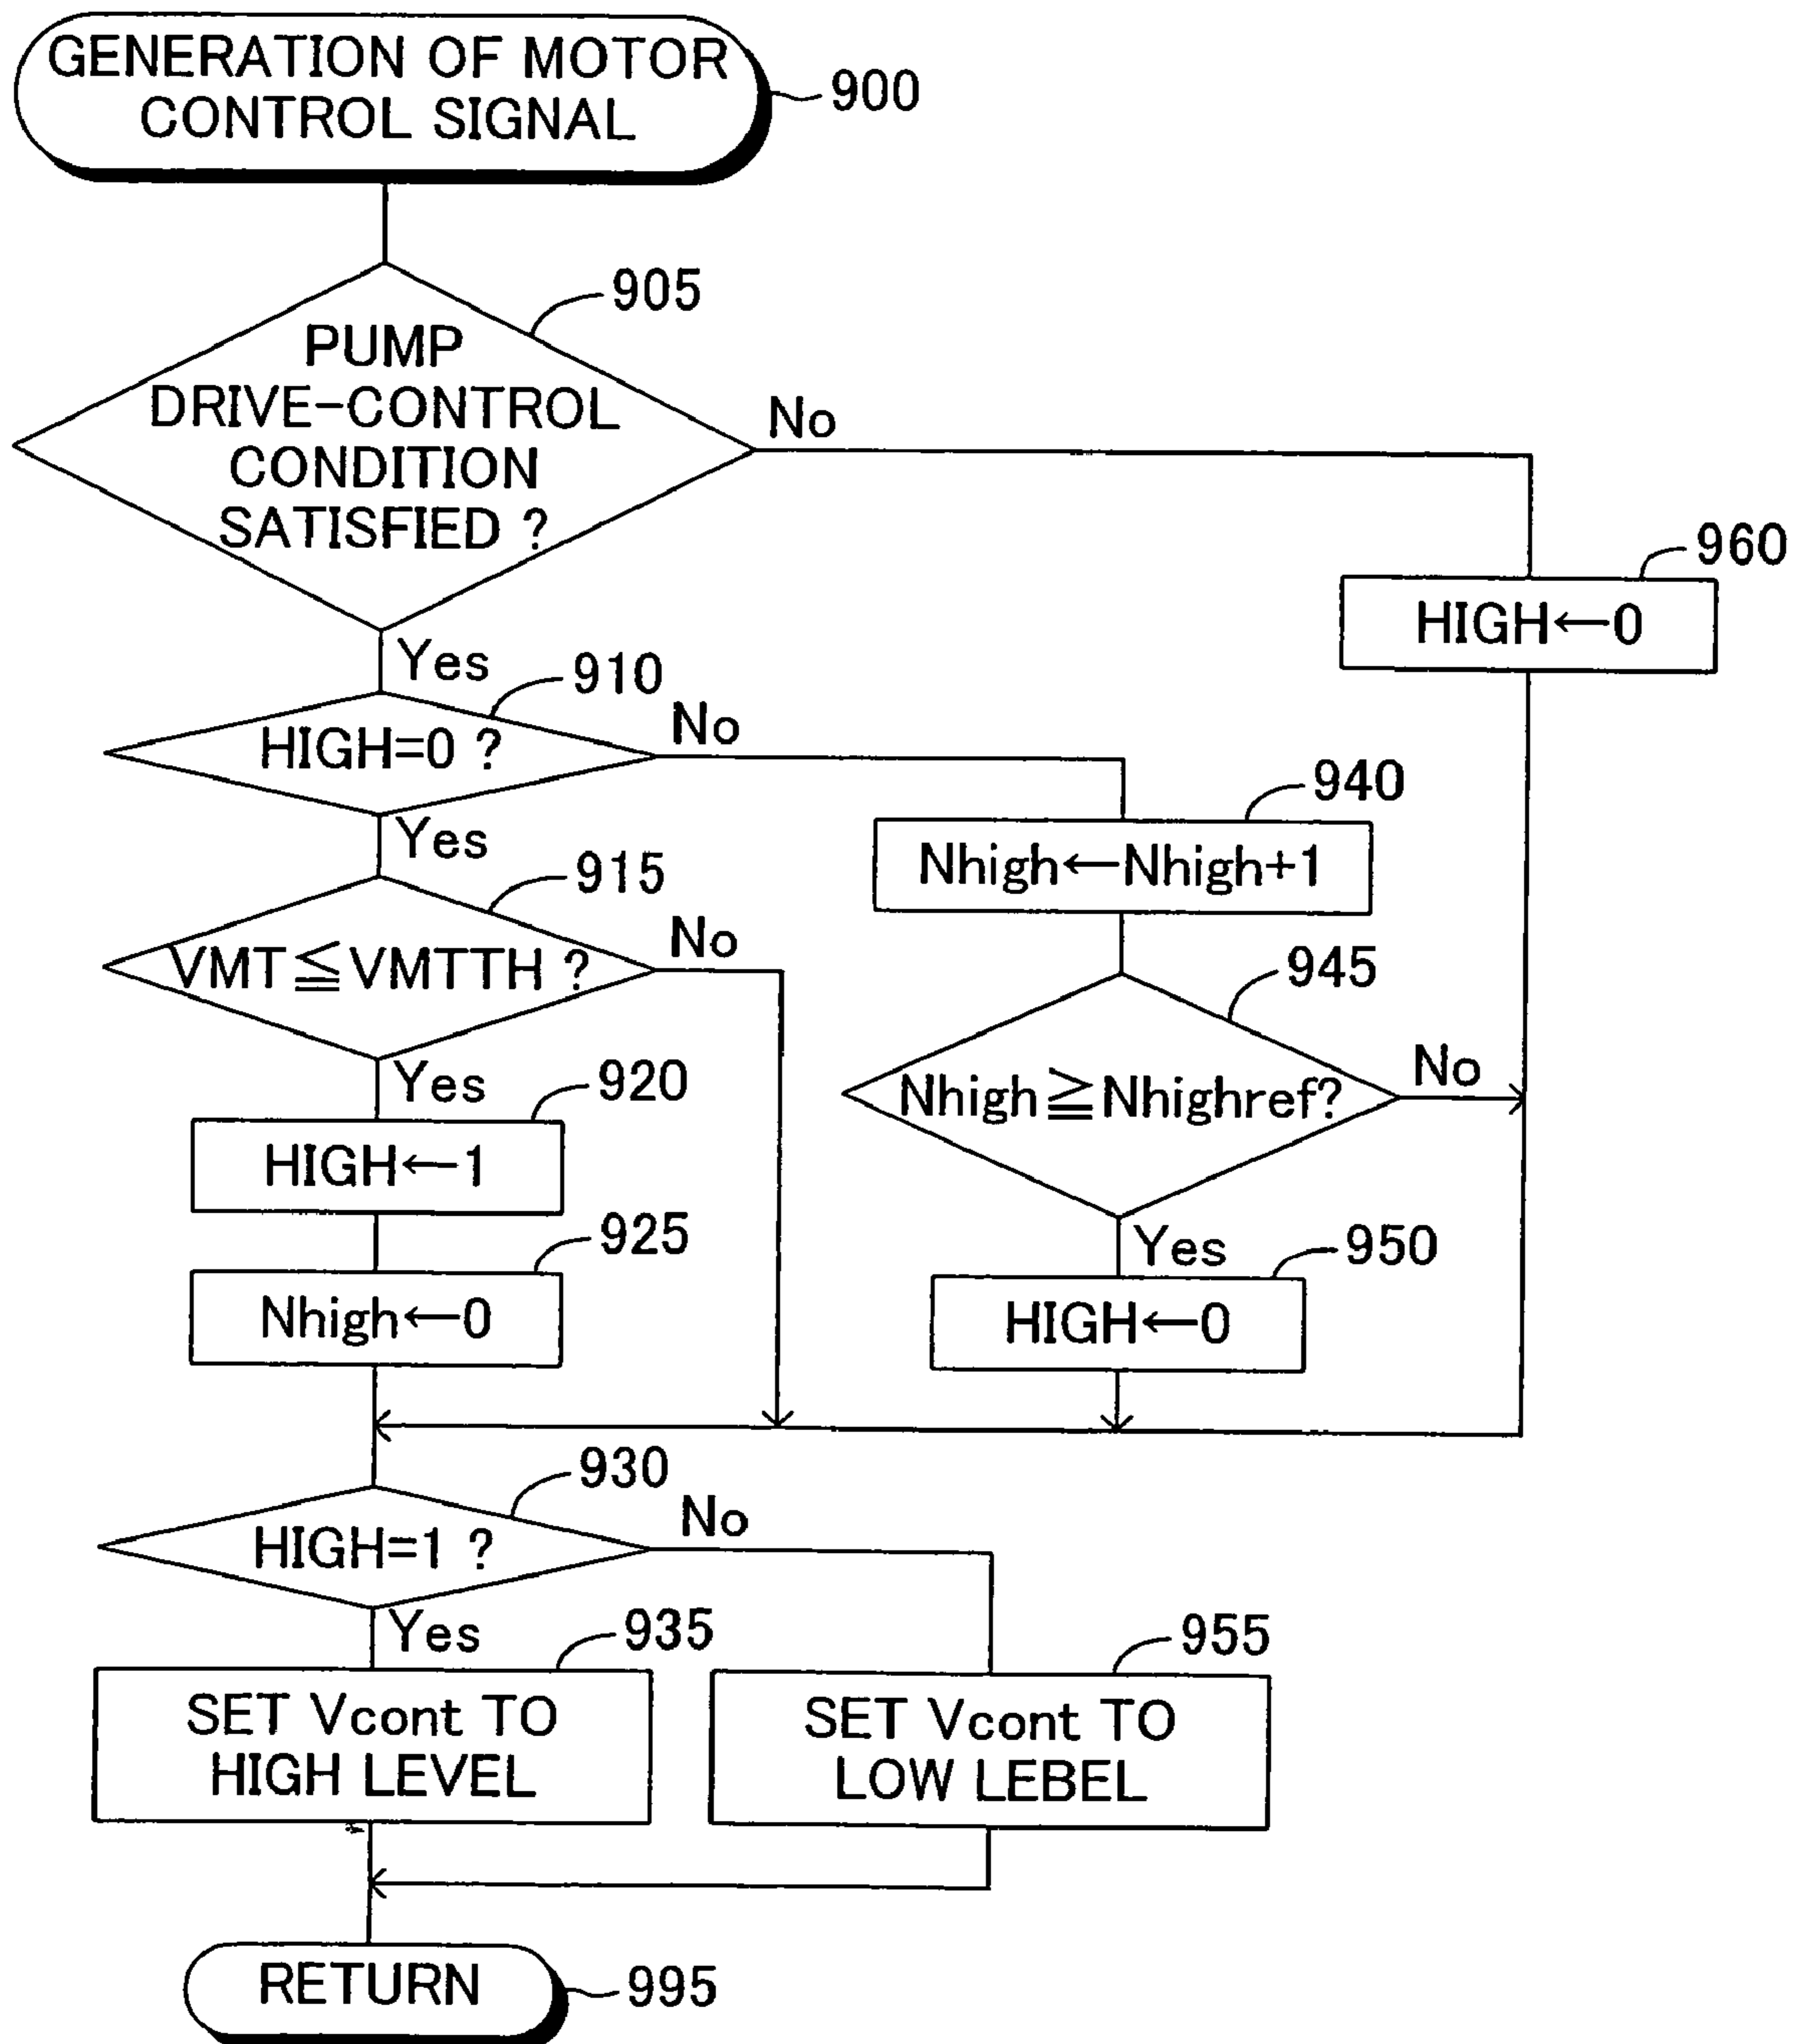 GENERATION OF MOTOR
CONTROL SIGNAL
900
905
PUMP
DRIVE-CONTROL
CONDITION
SATISFIED ?
No
960
HIGH←0
Yes
910
HIGH=0 ?
No
940
Nhigh←Nhigh+1
Yes
915
VMT≦VMTTH ?
No
945
Nhigh≧Nhighref?
No
Yes
920
HIGH←1
925
Nhigh←0
Yes
950
HIGH←0
930
HIGH=1 ?
No
Yes
935
SET Vcont TO
HIGH LEVEL
955
SET Vcont TO
LOW LEBEL
RETURN
995